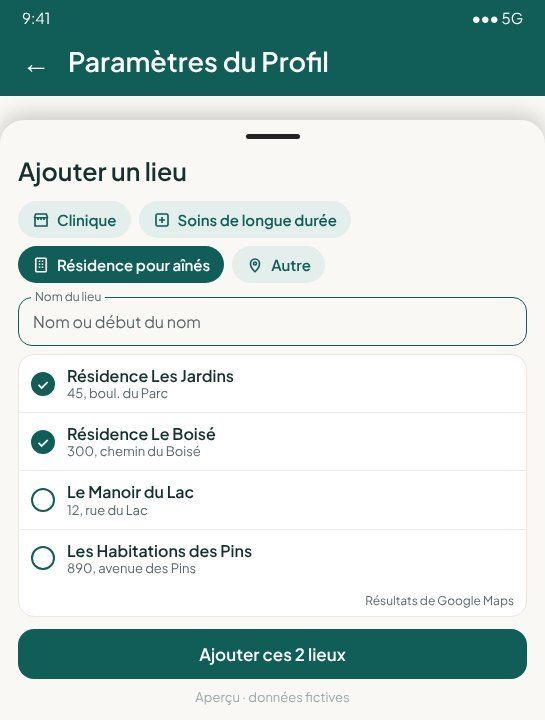 9:41 ●●● 5G
← Paramètres du Profil
Ajouter un lieu
Clinique Soins de longue durée
Résidence pour aînés Autre
Nom du lieu
Nom ou début du nom
Résidence Les Jardins
45, boul. du Parc
Résidence Le Boisé
300, chemin du Boisé
Le Manoir du Lac
12, rue du Lac
Les Habitations des Pins
890, avenue des Pins
Résultats de Google Maps
Ajouter ces 2 lieux
Aperçu · données fictives